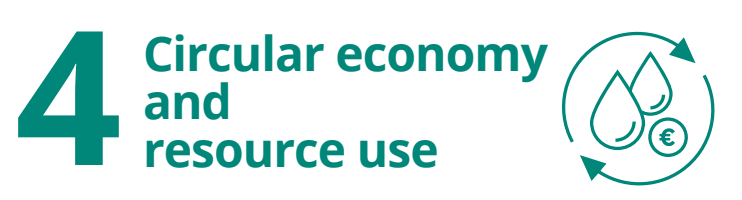 4
Circular economy
and
resource use
€